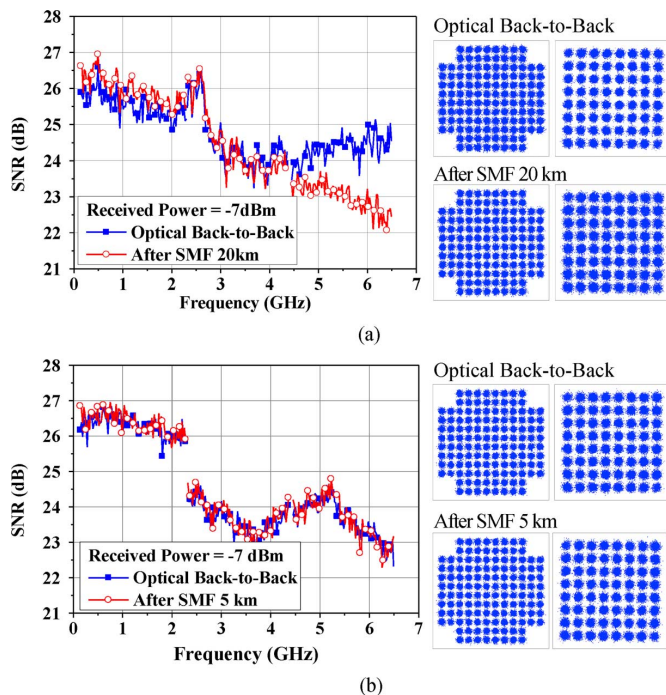 (a)
28
27
26
25
24
23
22
21
SNR (dB)
Received Power = -7dBm
Optical Back-to-Back
After SMF 20km
0 1 2 3 4 5 6 7
Frequency (GHz)
Optical Back-to-Back
After SMF 20 km
(a)
28
27
26
25
24
23
22
21
SNR (dB)
Received Power = -7 dBm
Optical Back-to-Back
After SMF 5 km
0 1 2 3 4 5 6 7
Frequency (GHz)
Optical Back-to-Back
After SMF 5 km
(b)